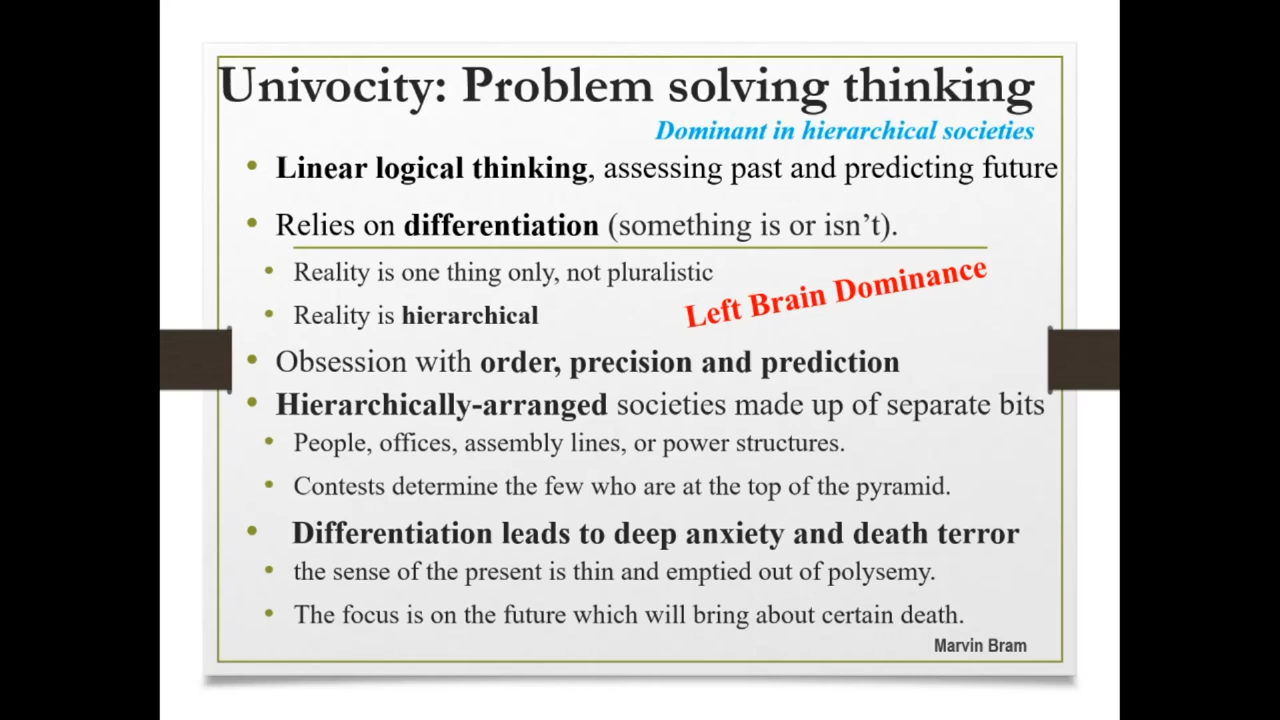 Univocity: Problem solving thinking
Dominant in hierarchical societies
• Linear logical thinking, assessing past and predicting future
• Relies on differentiation (something is or isn’t).
• Reality is one thing only, not pluralistic
Left Brain Dominance
• Reality is hierarchical
• Obsession with order, precision and prediction
• Hierarchically-arranged societies made up of separate bits
• People, offices, assembly lines, or power structures.
• Contests determine the few who are at the top of the pyramid.
• Differentiation leads to deep anxiety and death terror
• the sense of the present is thin and emptied out of polysemy.
• The focus is on the future which will bring about certain death.
Marvin Bram